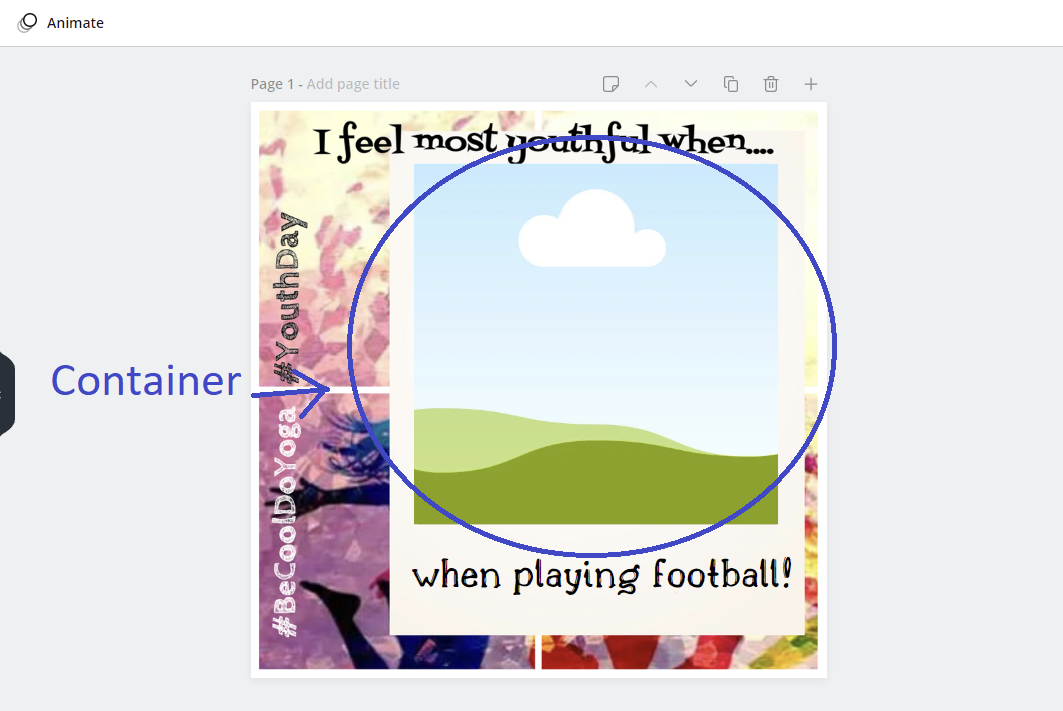 Animate
Page 1 - Add page title
I feel most youthful when....
#YouthDay
Container
#BeCoolDoYoga
when playing football!